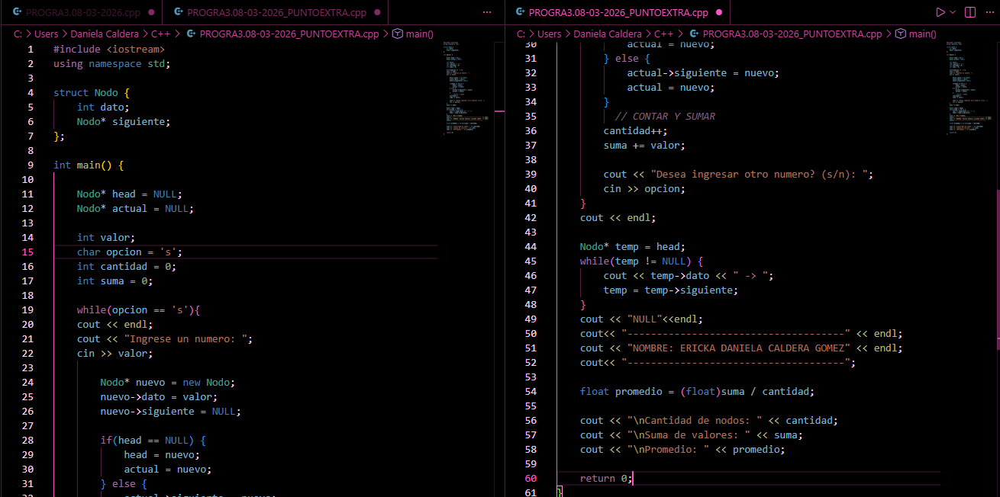 PROGRA3.08-03-2026.cpp
PROGRA3.08-03-2026_PUNTOEXTRA.cpp
C: > Users > Daniela Caldera > C++ > PROGRA3.08-03-2026_PUNTOEXTRA.cpp > main()
1 #include <iostream>
2 using namespace std;
3
4 struct Nodo {
5 int dato;
6 Nodo* siguiente;
7 };
8
9 int main() {
10
11 Nodo* head = NULL;
12 Nodo* actual = NULL;
13
14 int valor;
15 char opcion = 's';
16 int cantidad = 0;
17 int suma = 0;
18
19 while(opcion == 's'){
20 cout << endl;
21 cout << "Ingrese un numero: ";
22 cin >> valor;
23
24 Nodo* nuevo = new Nodo;
25 nuevo->dato = valor;
26 nuevo->siguiente = NULL;
27
28 if(head == NULL) {
29 head = nuevo;
30 actual = nuevo;
31 } else {
32 actual->siguiente = nuevo;
PROGRA3.08-03-2026_PUNTOEXTRA.cpp
C: > Users > Daniela Caldera > C++ > PROGRA3.08-03-2026_PUNTOEXTRA.cpp > main()
30 actual = nuevo;
31 } else {
32 actual->siguiente = nuevo;
33 actual = nuevo;
34 }
35 // CONTAR Y SUMAR
36 cantidad++;
37 suma += valor;
38
39 cout << "Desea ingresar otro numero? (s/n): ";
40 cin >> opcion;
41 }
42 cout << endl;
43
44 Nodo* temp = head;
45 while(temp != NULL) {
46 cout << temp->dato << " -> ";
47 temp = temp->siguiente;
48 }
49 cout << "NULL"<<endl;
50 cout<< "-------------------------------------" << endl;
51 cout << "NOMBRE: ERICKA DANIELA CALDERA GOMEZ" << endl;
52 cout<< "-------------------------------------";
53
54 float promedio = (float)suma / cantidad;
55
56 cout << "\nCantidad de nodos: " << cantidad;
57 cout << "\nSuma de valores: " << suma;
58 cout << "\nPromedio: " << promedio;
59
60 return 0;
61 }